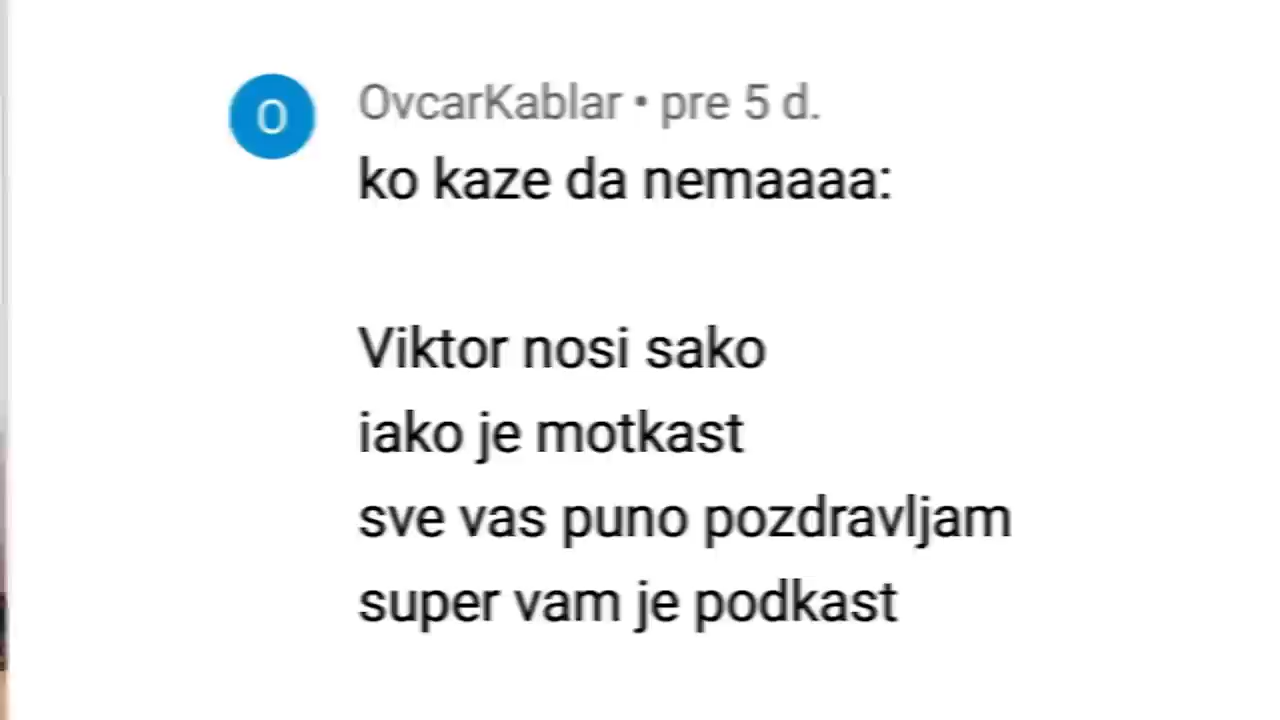 O
OvcarKablar • pre 5 d.
ko kaze da nemaaaa:
Viktor nosi sako
iako je motkast
sve vas puno pozdravljam
super vam je podkast